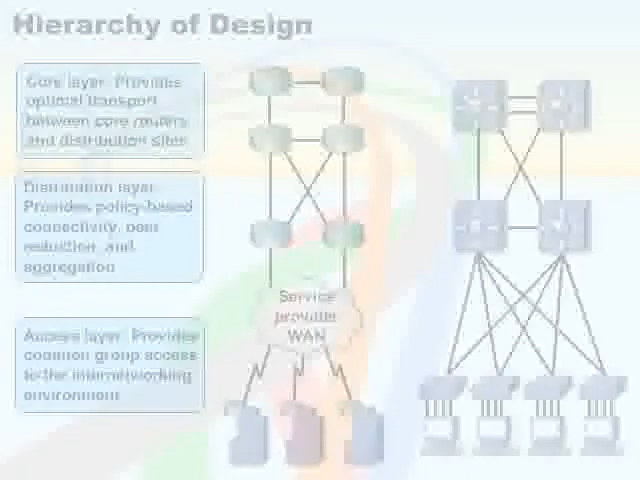 Hierarchy of Design
Core layer. Provides
optimal transport
between core routers
and distribution sites
Distribution layer.
Provides policy-based
connectivity, peer
reduction, and
aggregation
Access layer. Provides
common group access
to the internetworking
environment
Service
provider
WAN